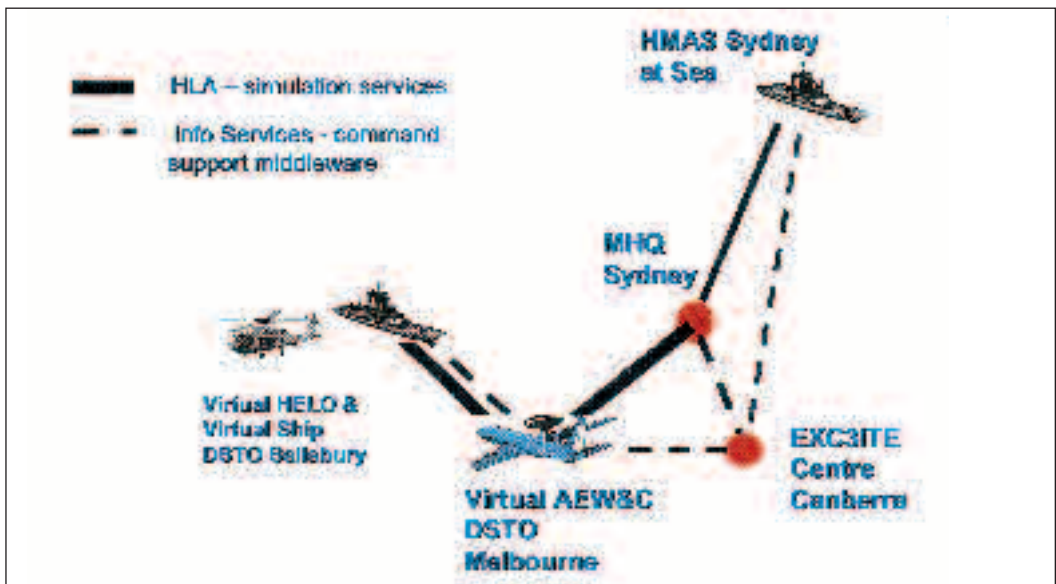 HMAS Sydney
at Sea
HLA – simulation services
Info Services - command
support middleware
MHQ
Sydney
Virtual HELO &
Virtual Ship
DSTO Salisbury
EXC3ITE
Centre
Canberra
Virtual AEW&C
DSTO
Melbourne